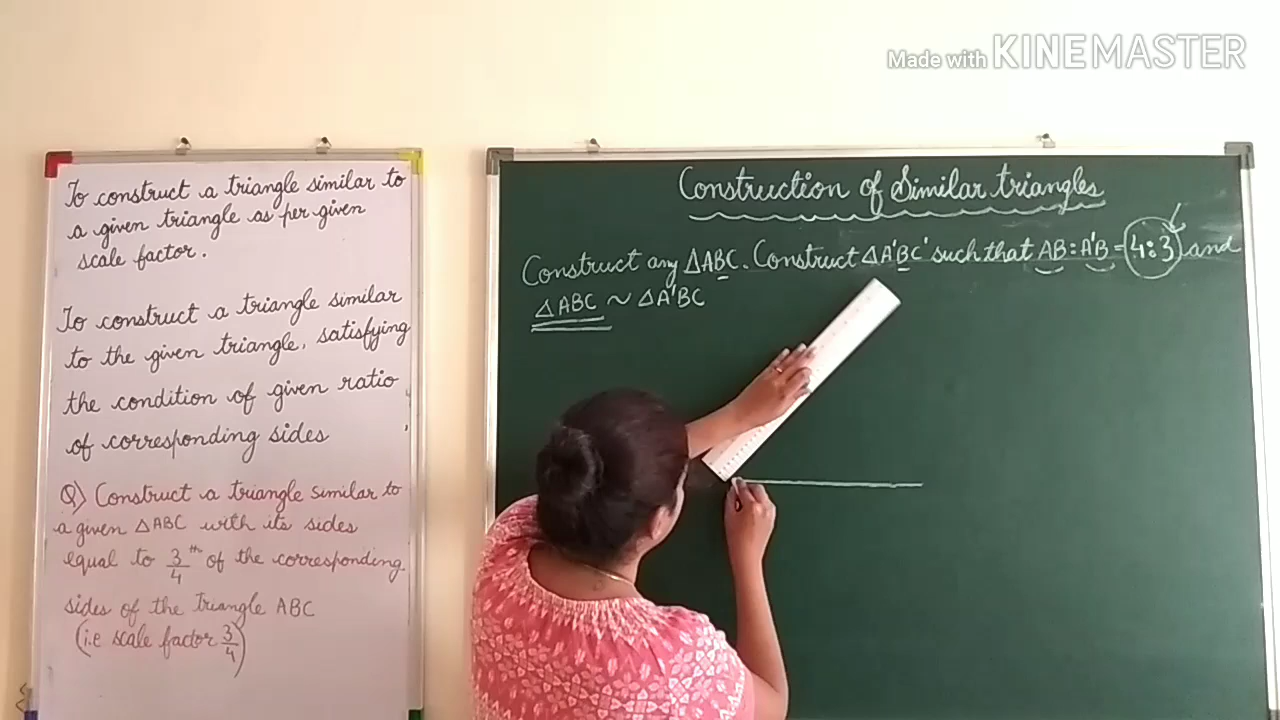 Made with KINEMASTER
To construct a triangle similar to
a given triangle as per given
scale factor.
To construct a triangle similar
to the given triangle, satisfying
the condition of given ratio
of corresponding sides
Q) Construct a triangle similar to
a given △ABC with its sides
equal to 3/4 th of the corresponding
sides of the triangle ABC
(i.e scale factor 3/4)
Construction of Similar triangles
Construct any △ABC. Construct △A'BC' such that AB:A'B = 4:3 and
△ABC ~ △A'BC